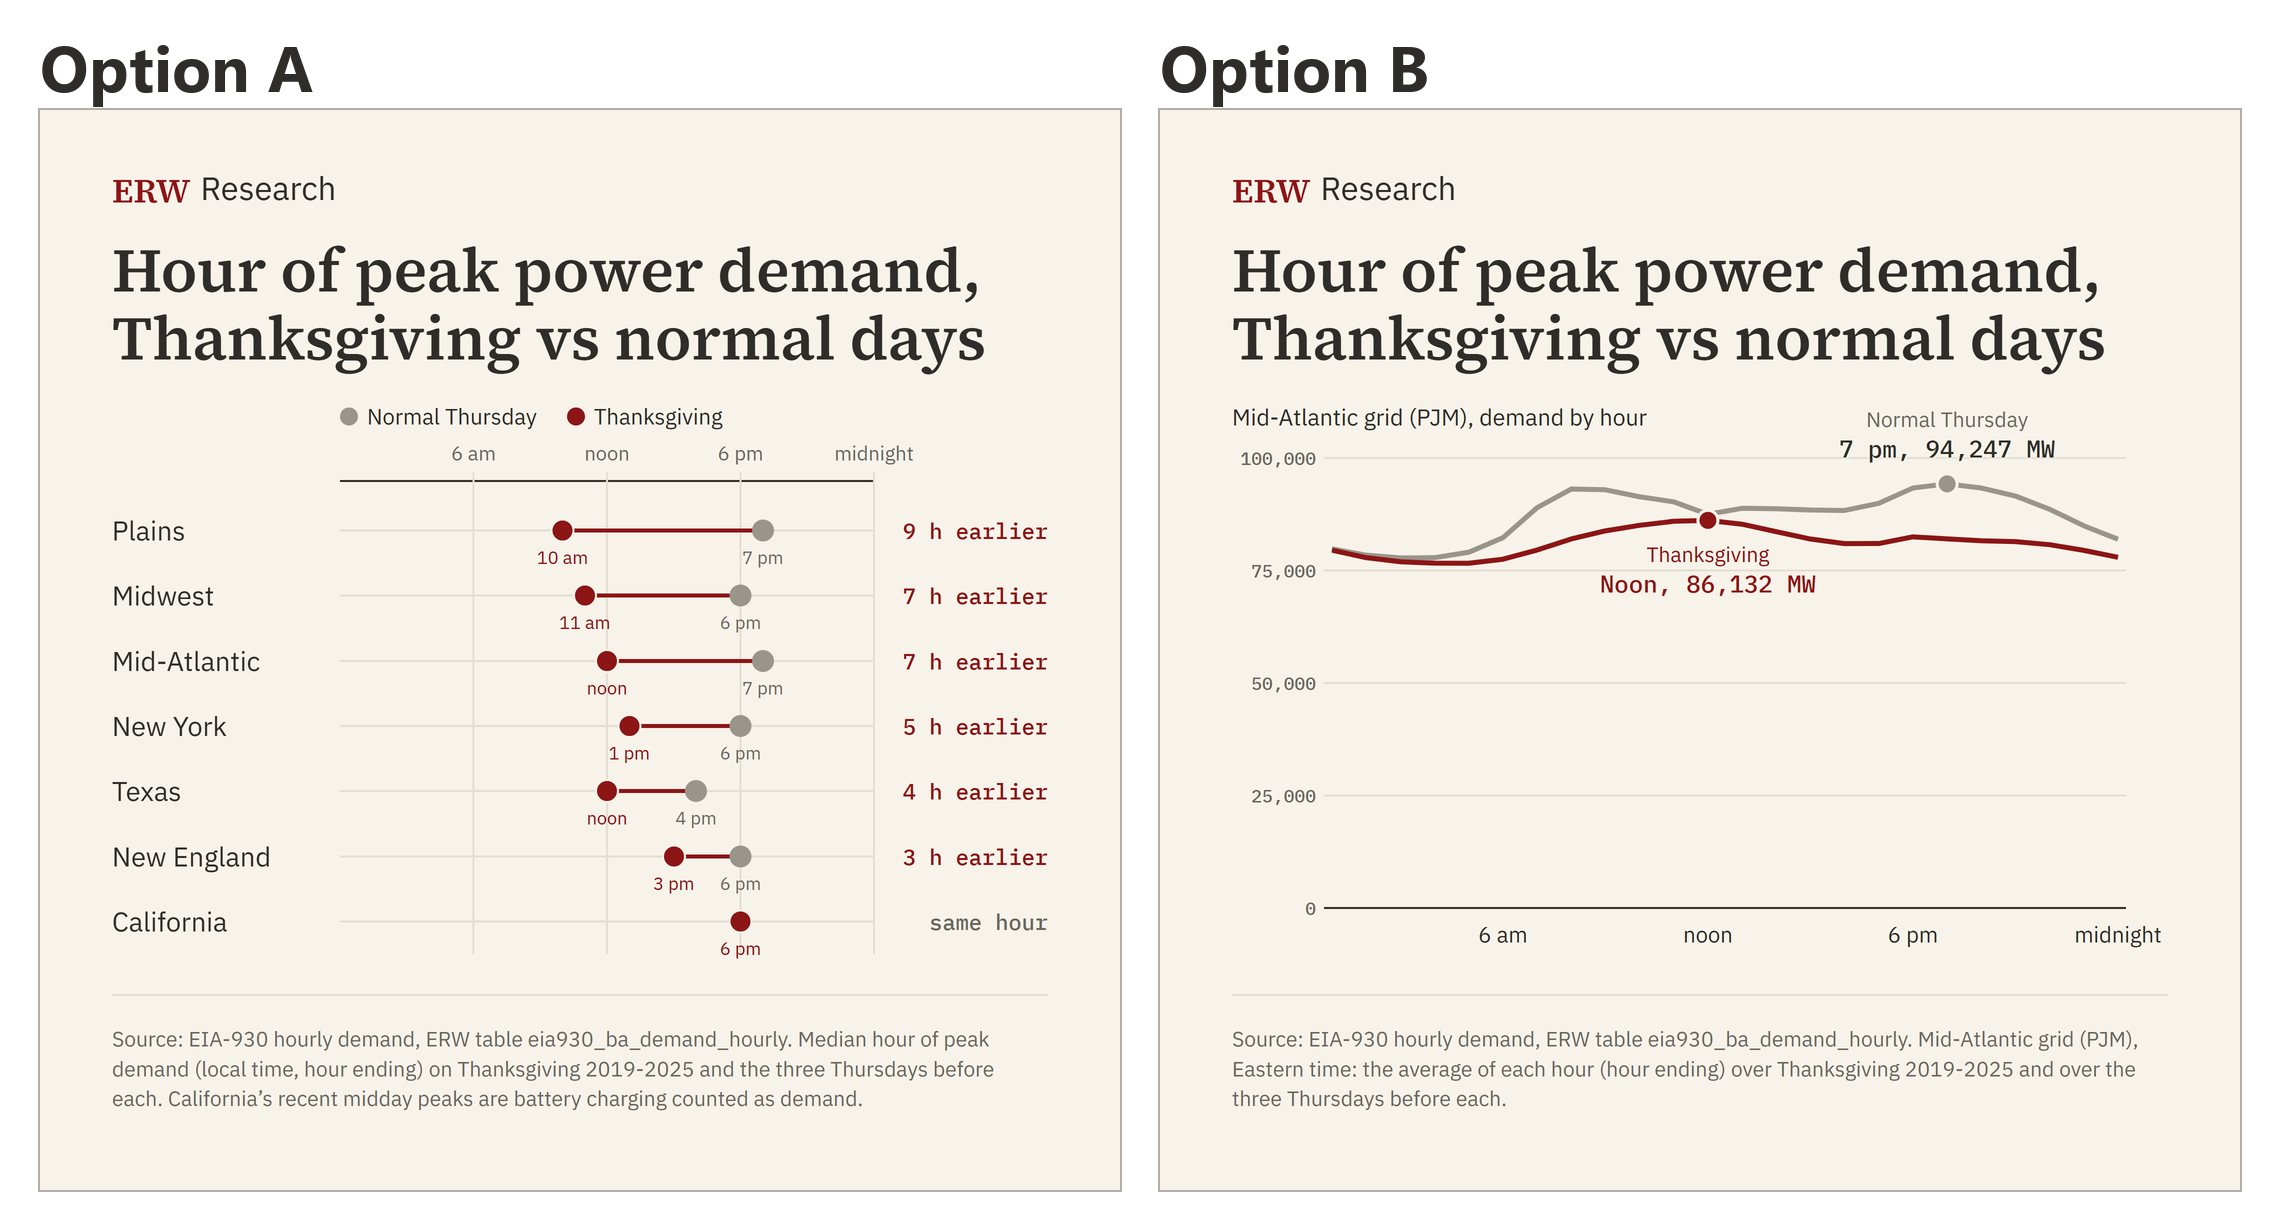 Option A
ERW Research
Hour of peak power demand,
Thanksgiving vs normal days
Normal Thursday Thanksgiving
6 am noon 6 pm midnight
Plains 9 h earlier
10 am 7 pm
Midwest 7 h earlier
11 am 6 pm
Mid-Atlantic 7 h earlier
noon 7 pm
New York 5 h earlier
1 pm 6 pm
Texas 4 h earlier
noon 4 pm
New England 3 h earlier
3 pm 6 pm
California same hour
6 pm
Source: EIA-930 hourly demand, ERW table eia930_ba_demand_hourly. Median hour of peak
demand (local time, hour ending) on Thanksgiving 2019-2025 and the three Thursdays before
each. California’s recent midday peaks are battery charging counted as demand.
Option B
ERW Research
Hour of peak power demand,
Thanksgiving vs normal days
Mid-Atlantic grid (PJM), demand by hour
Normal Thursday
7 pm, 94,247 MW
100,000
Thanksgiving
75,000
Noon, 86,132 MW
50,000
25,000
0
6 am noon 6 pm midnight
Source: EIA-930 hourly demand, ERW table eia930_ba_demand_hourly. Mid-Atlantic grid (PJM),
Eastern time: the average of each hour (hour ending) over Thanksgiving 2019-2025 and over the
three Thursdays before each.